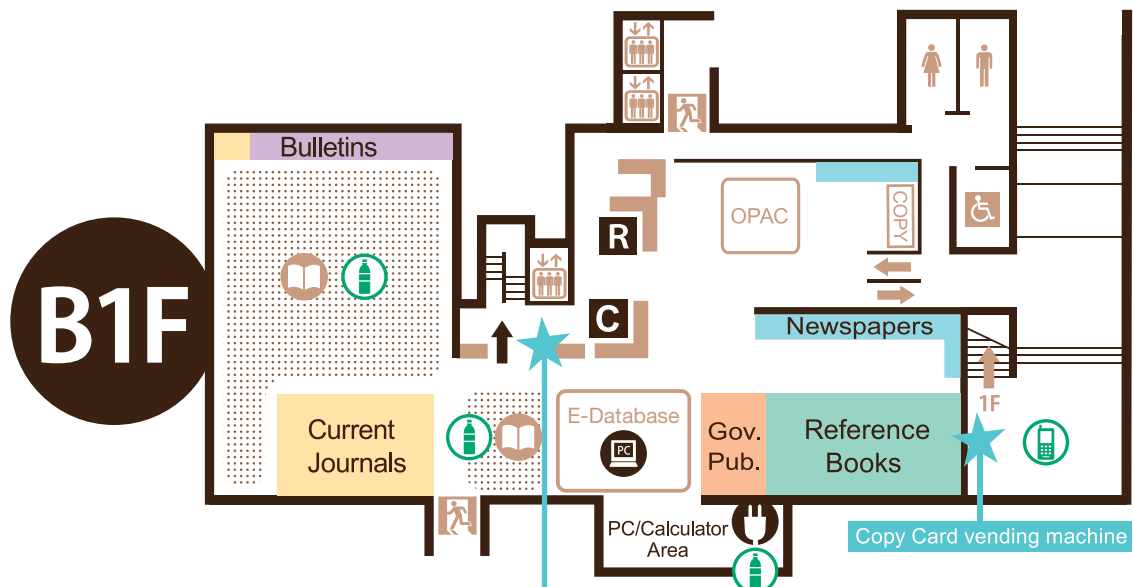 B1F
Bulletins
R
OPAC
COPY
C
Newspapers
1F
Current
Journals
E-Database
PC
Gov.
Pub.
Reference
Books
PC/Calculator
Area
Copy Card vending machine